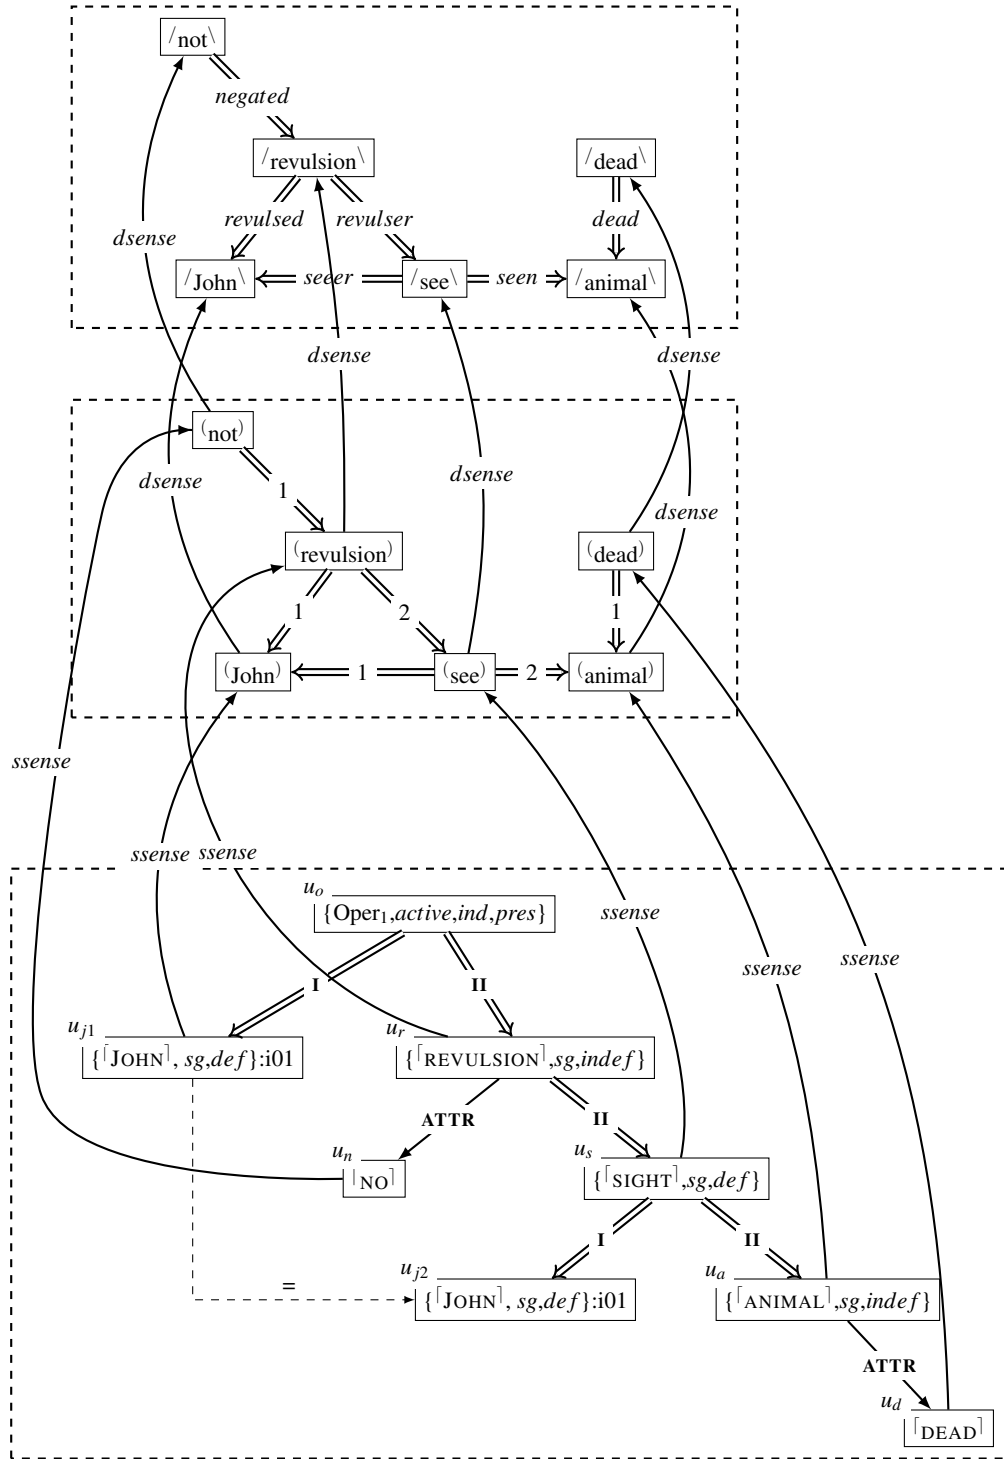 /not\
negated
/revulsion\ /dead\
revulsed revulser dead
/John\ seeer /see\ seen /animal\
dsense
dsense dsense
(not)
dsense dsense
1 dsense
(revulsion) (dead)
1 2 1
(John) 1 (see) 2 (animal)
ssense
ssense ssense
u_o
{Oper₁,active,ind,pres} ssense
ssense ssense
I II
u_j1 u_r
{⌈JOHN⌉, sg,def}:i01 {⌈REVULSION⌉,sg,indef}
ATTR II
u_n u_s
⌈NO⌉ {⌈SIGHT⌉,sg,def}
I II
u_j2 u_a
= {⌈JOHN⌉, sg,def}:i01 {⌈ANIMAL⌉,sg,indef}
ATTR
u_d
⌈DEAD⌉